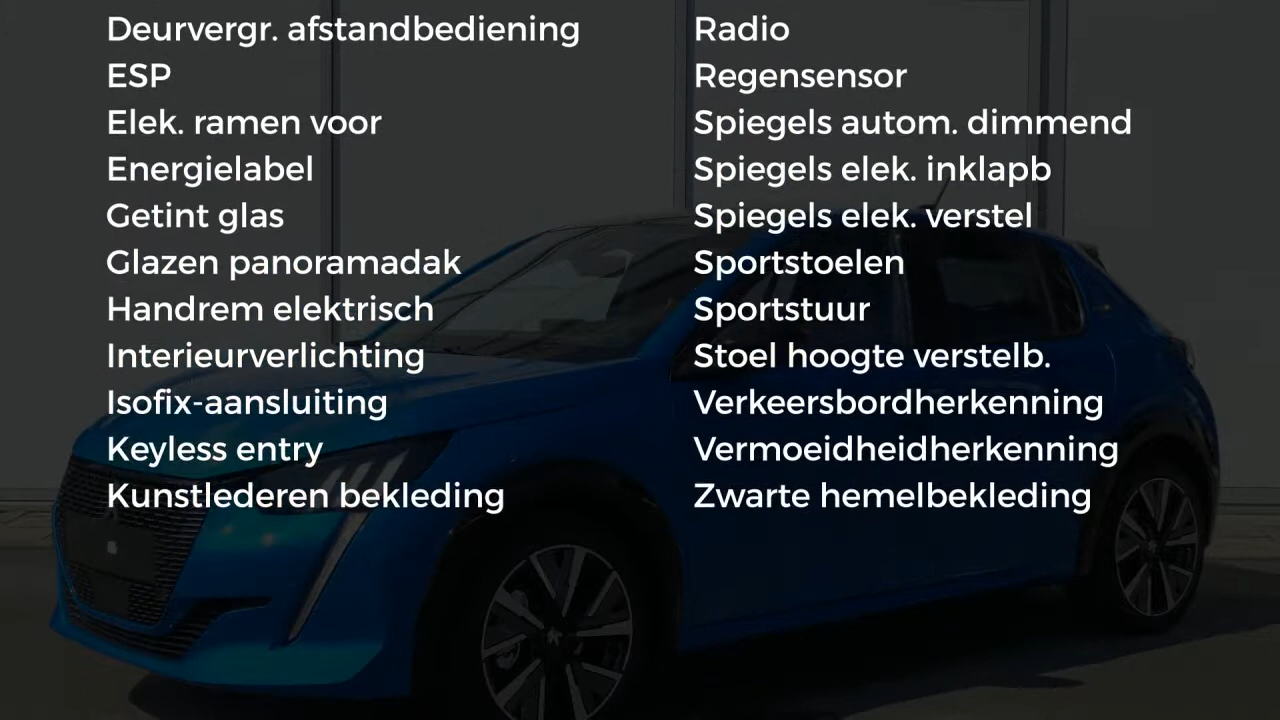 Deurvergr. afstandbediening
ESP
Elek. ramen voor
Energielabel
Getint glas
Glazen panoramadak
Handrem elektrisch
Interieurverlichting
Isofix-aansluiting
Keyless entry
Kunstlederen bekleding
Radio
Regensensor
Spiegels autom. dimmend
Spiegels elek. inklapb
Spiegels elek. verstel
Sportstoelen
Sportstuur
Stoel hoogte verstelb.
Verkeersbordherkenning
Vermoeidheidherkenning
Zwarte hemelbekleding